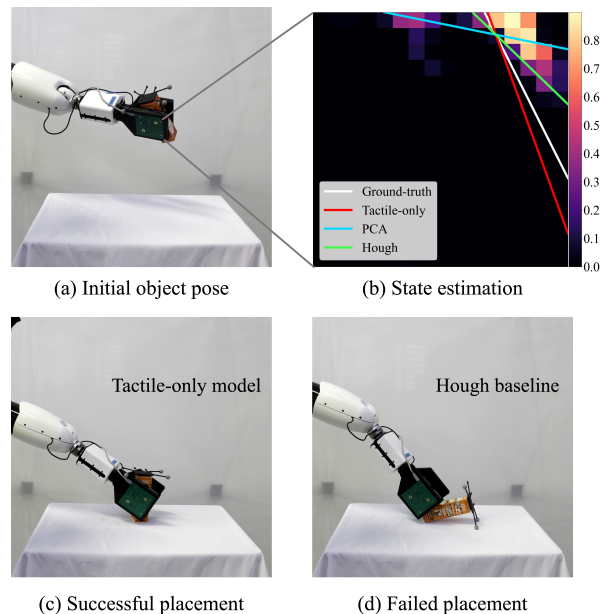 0.8
0.7
0.6
0.5
0.4
0.3
0.2
0.1
0.0
Ground-truth
Tactile-only
PCA
Hough
(a) Initial object pose
(b) State estimation
Tactile-only model
Hough baseline
(c) Successful placement
(d) Failed placement